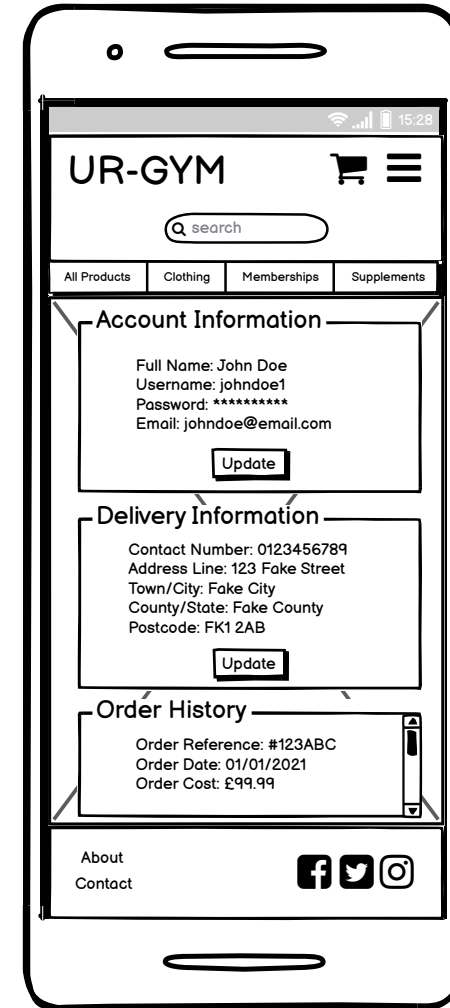 15:28
UR-GYM
search
All Products Clothing Memberships Supplements
Account Information
Full Name: John Doe
Username: johndoe1
Password: **********
Email: johndoe@email.com
Update
Delivery Information
Contact Number: 0123456789
Address Line: 123 Fake Street
Town/City: Fake City
County/State: Fake County
Postcode: FK1 2AB
Update
Order History
Order Reference: #123ABC
Order Date: 01/01/2021
Order Cost: £99.99
About
Contact